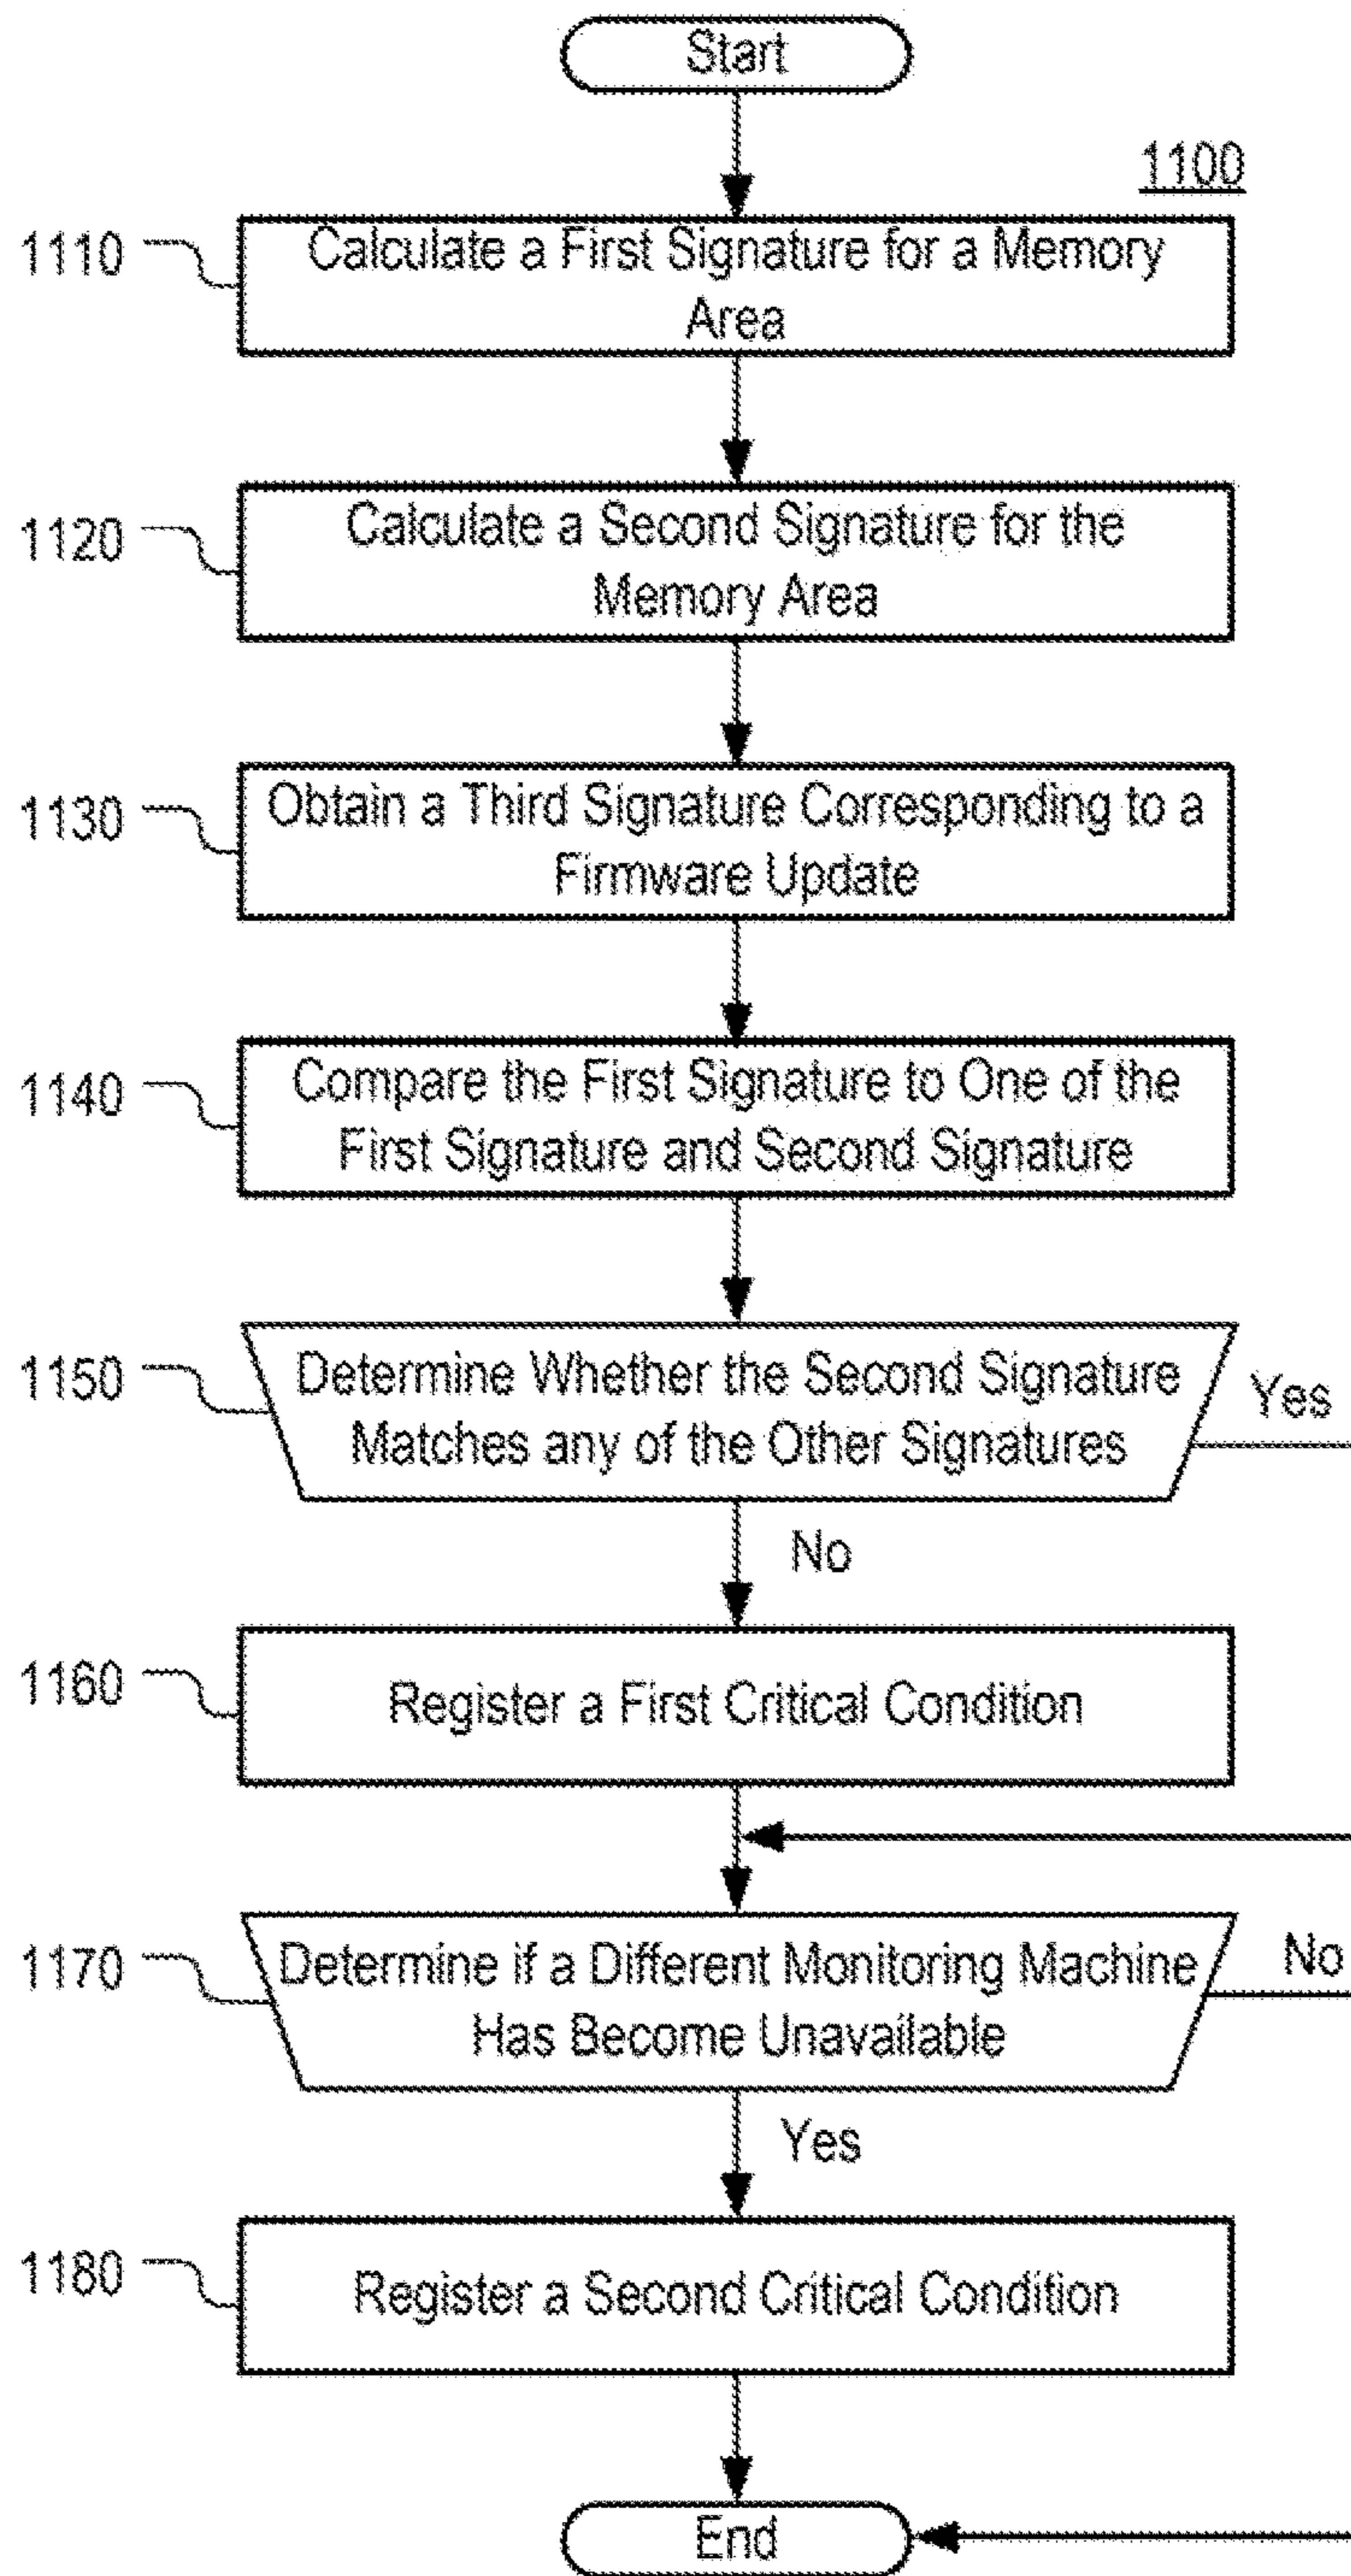 Start
1100
1110
Calculate a First Signature for a Memory
Area
1120
Calculate a Second Signature for the
Memory Area
1130
Obtain a Third Signature Corresponding to a
Firmware Update
1140
Compare the First Signature to One of the
First Signature and Second Signature
1150
Determine Whether the Second Signature
Matches any of the Other Signatures
Yes
No
1160
Register a First Critical Condition
1170
Determine if a Different Monitoring Machine
Has Become Unavailable
No
Yes
1180
Register a Second Critical Condition
End